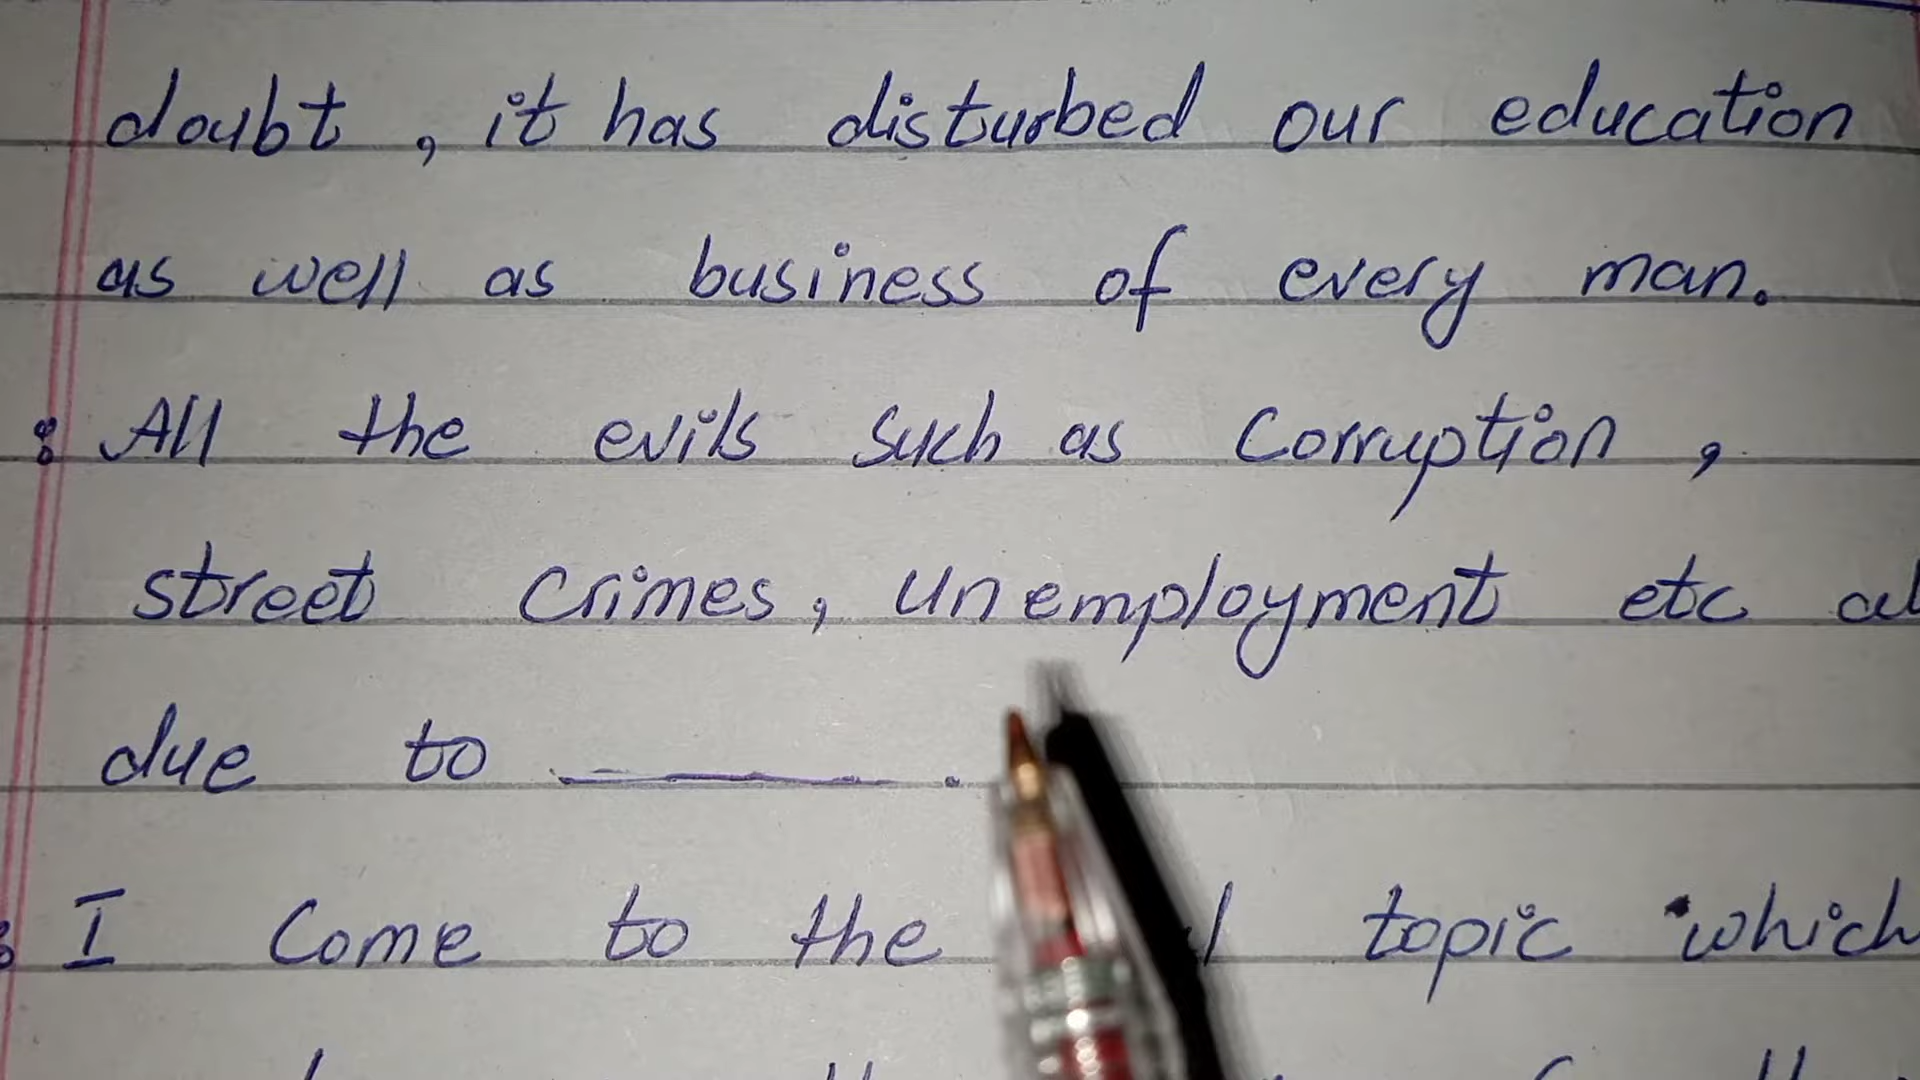 doubt, it has disturbed our education
as well as business of every man.
: All the evils such as Corruption,
street Crimes, unemployment etc
due to ______.
: I Come to the topic which